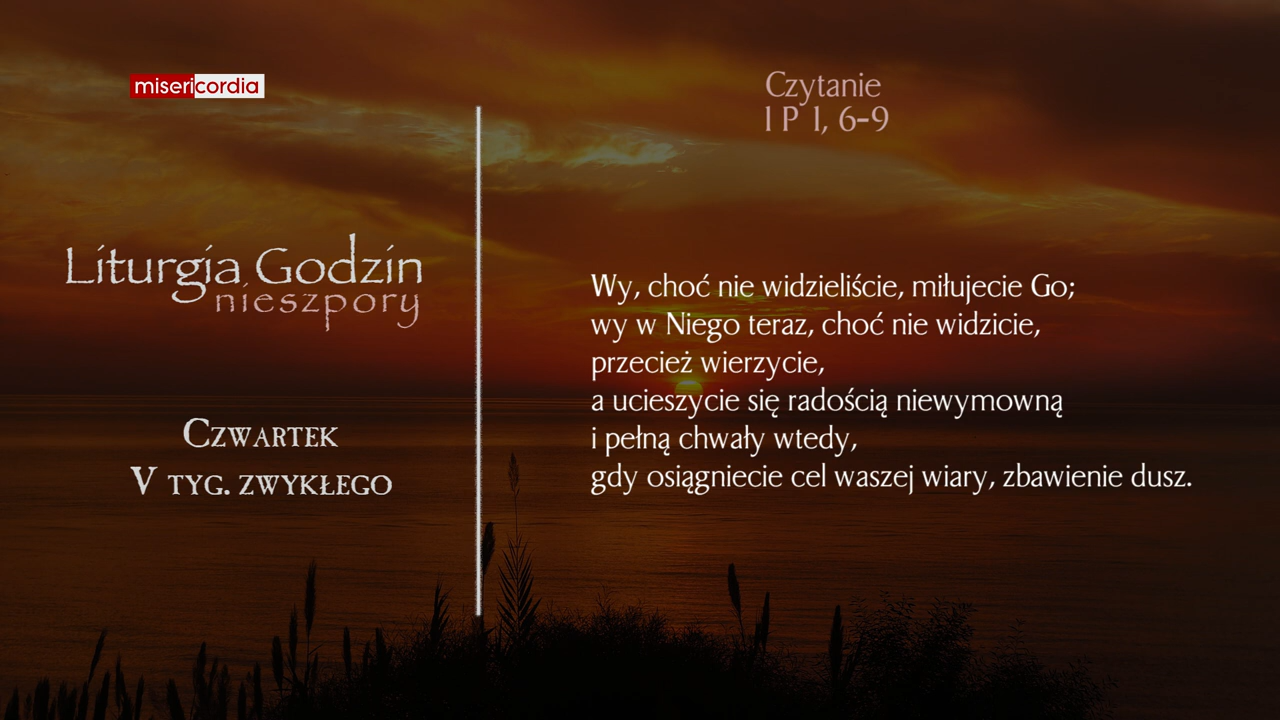 misericordia
Liturgia Godzin
nieszpory
Czwartek
V tyg. zwykłego
Czytanie
1 P 1, 6-9
Wy, choć nie widzieliście, miłujecie Go;
wy w Niego teraz, choć nie widzicie,
przecież wierzycie,
a ucieszycie się radością niewymowną
i pełną chwały wtedy,
gdy osiągniecie cel waszej wiary, zbawienie dusz.